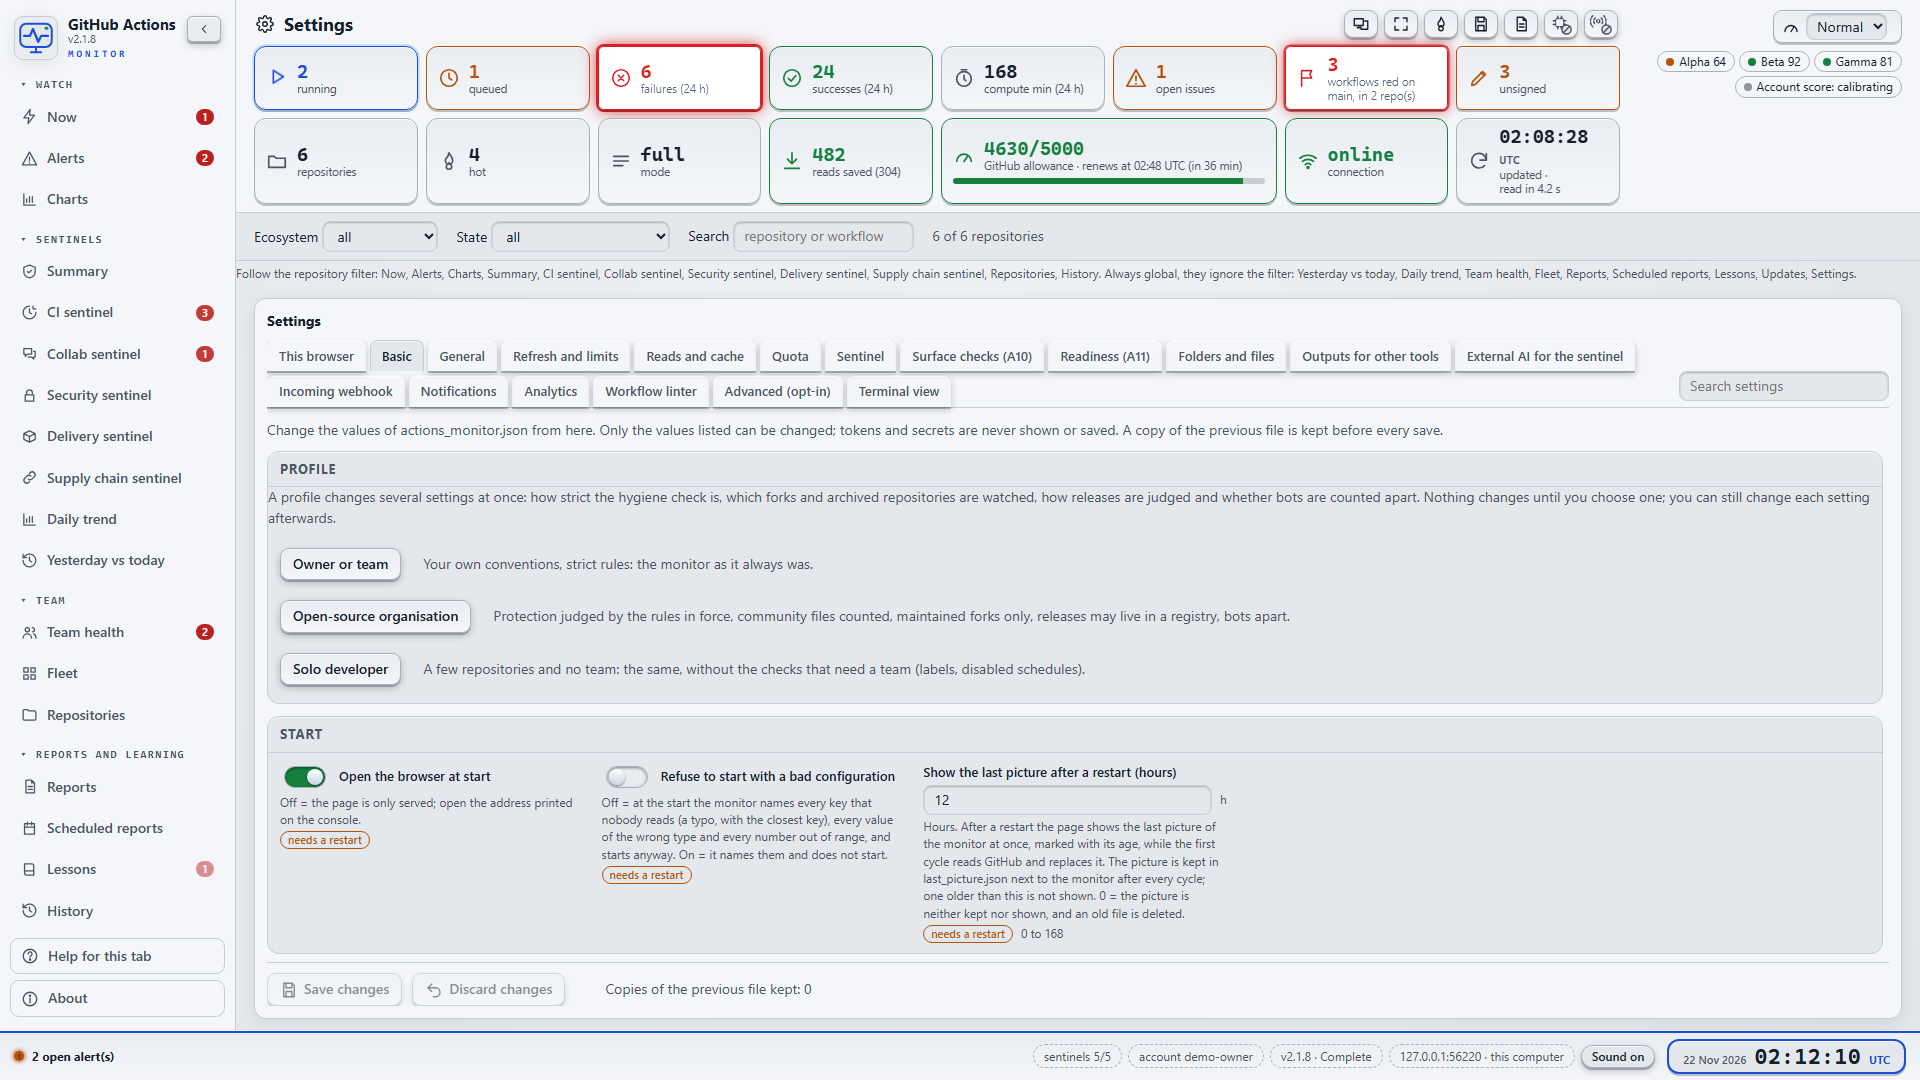 GitHub Actions
v2.1.8
MONITOR
WATCH
Now 1
Alerts 2
Charts
SENTINELS
Summary
CI sentinel 3
Collab sentinel 1
Security sentinel
Delivery sentinel
Supply chain sentinel
Daily trend
Yesterday vs today
TEAM
Team health 2
Fleet
Repositories
REPORTS AND LEARNING
Reports
Scheduled reports
Lessons 1
History
Help for this tab
About
Settings
Normal
Alpha 64 Beta 92 Gamma 81
Account score: calibrating
2
running
1
queued
6
failures (24 h)
24
successes (24 h)
168
compute min (24 h)
1
open issues
3
workflows red on
main, in 2 repo(s)
3
unsigned
6
repositories
4
hot
full
mode
482
reads saved (304)
4630/5000
GitHub allowance · renews at 02:48 UTC (in 36 min)
online
connection
02:08:28
UTC
updated ·
read in 4.2 s
Ecosystem all State all Search repository or workflow 6 of 6 repositories
Follow the repository filter: Now, Alerts, Charts, Summary, CI sentinel, Collab sentinel, Security sentinel, Delivery sentinel, Supply chain sentinel, Repositories, History. Always global, they ignore the filter: Yesterday vs today, Daily trend, Team health, Fleet, Reports, Scheduled reports, Lessons, Updates, Settings.
Settings
This browser Basic General Refresh and limits Reads and cache Quota Sentinel Surface checks (A10) Readiness (A11) Folders and files Outputs for other tools External AI for the sentinel
Incoming webhook Notifications Analytics Workflow linter Advanced (opt-in) Terminal view
Search settings
Change the values of actions_monitor.json from here. Only the values listed can be changed; tokens and secrets are never shown or saved. A copy of the previous file is kept before every save.
PROFILE
A profile changes several settings at once: how strict the hygiene check is, which forks and archived repositories are watched, how releases are judged and whether bots are counted apart. Nothing changes until you choose one; you can still change each setting
afterwards.
Owner or team Your own conventions, strict rules: the monitor as it always was.
Open-source organisation Protection judged by the rules in force, community files counted, maintained forks only, releases may live in a registry, bots apart.
Solo developer A few repositories and no team: the same, without the checks that need a team (labels, disabled schedules).
START
Open the browser at start
Off = the page is only served; open the address printed
on the console.
needs a restart
Refuse to start with a bad configuration
Off = at the start the monitor names every key that
nobody reads (a typo, with the closest key), every value
of the wrong type and every number out of range, and
starts anyway. On = it names them and does not start.
needs a restart
Show the last picture after a restart (hours)
12 h
Hours. After a restart the page shows the last picture of
the monitor at once, marked with its age, while the first
cycle reads GitHub and replaces it. The picture is kept in
last_picture.json next to the monitor after every cycle;
one older than this is not shown. 0 = the picture is
neither kept nor shown, and an old file is deleted.
needs a restart 0 to 168
Save changes Discard changes Copies of the previous file kept: 0
2 open alert(s)
sentinels 5/5 account demo-owner v2.1.8 · Complete 127.0.0.1:56220 · this computer Sound on 22 Nov 2026 02:12:10 UTC